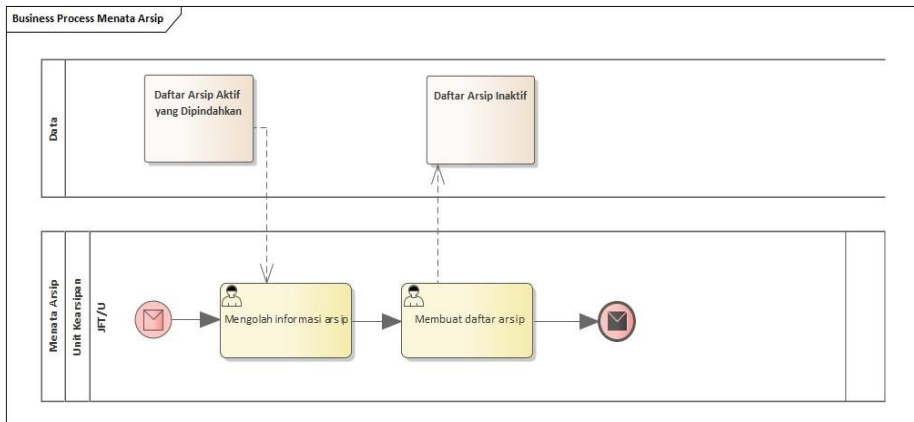 Business Process Menata Arsip
Data
Daftar Arsip Aktif
yang Dipindahkan
Daftar Arsip Inaktif
Menata Arsip
Unit Kearsipan
JFT/U
Mengolah informasi arsip
Membuat daftar arsip